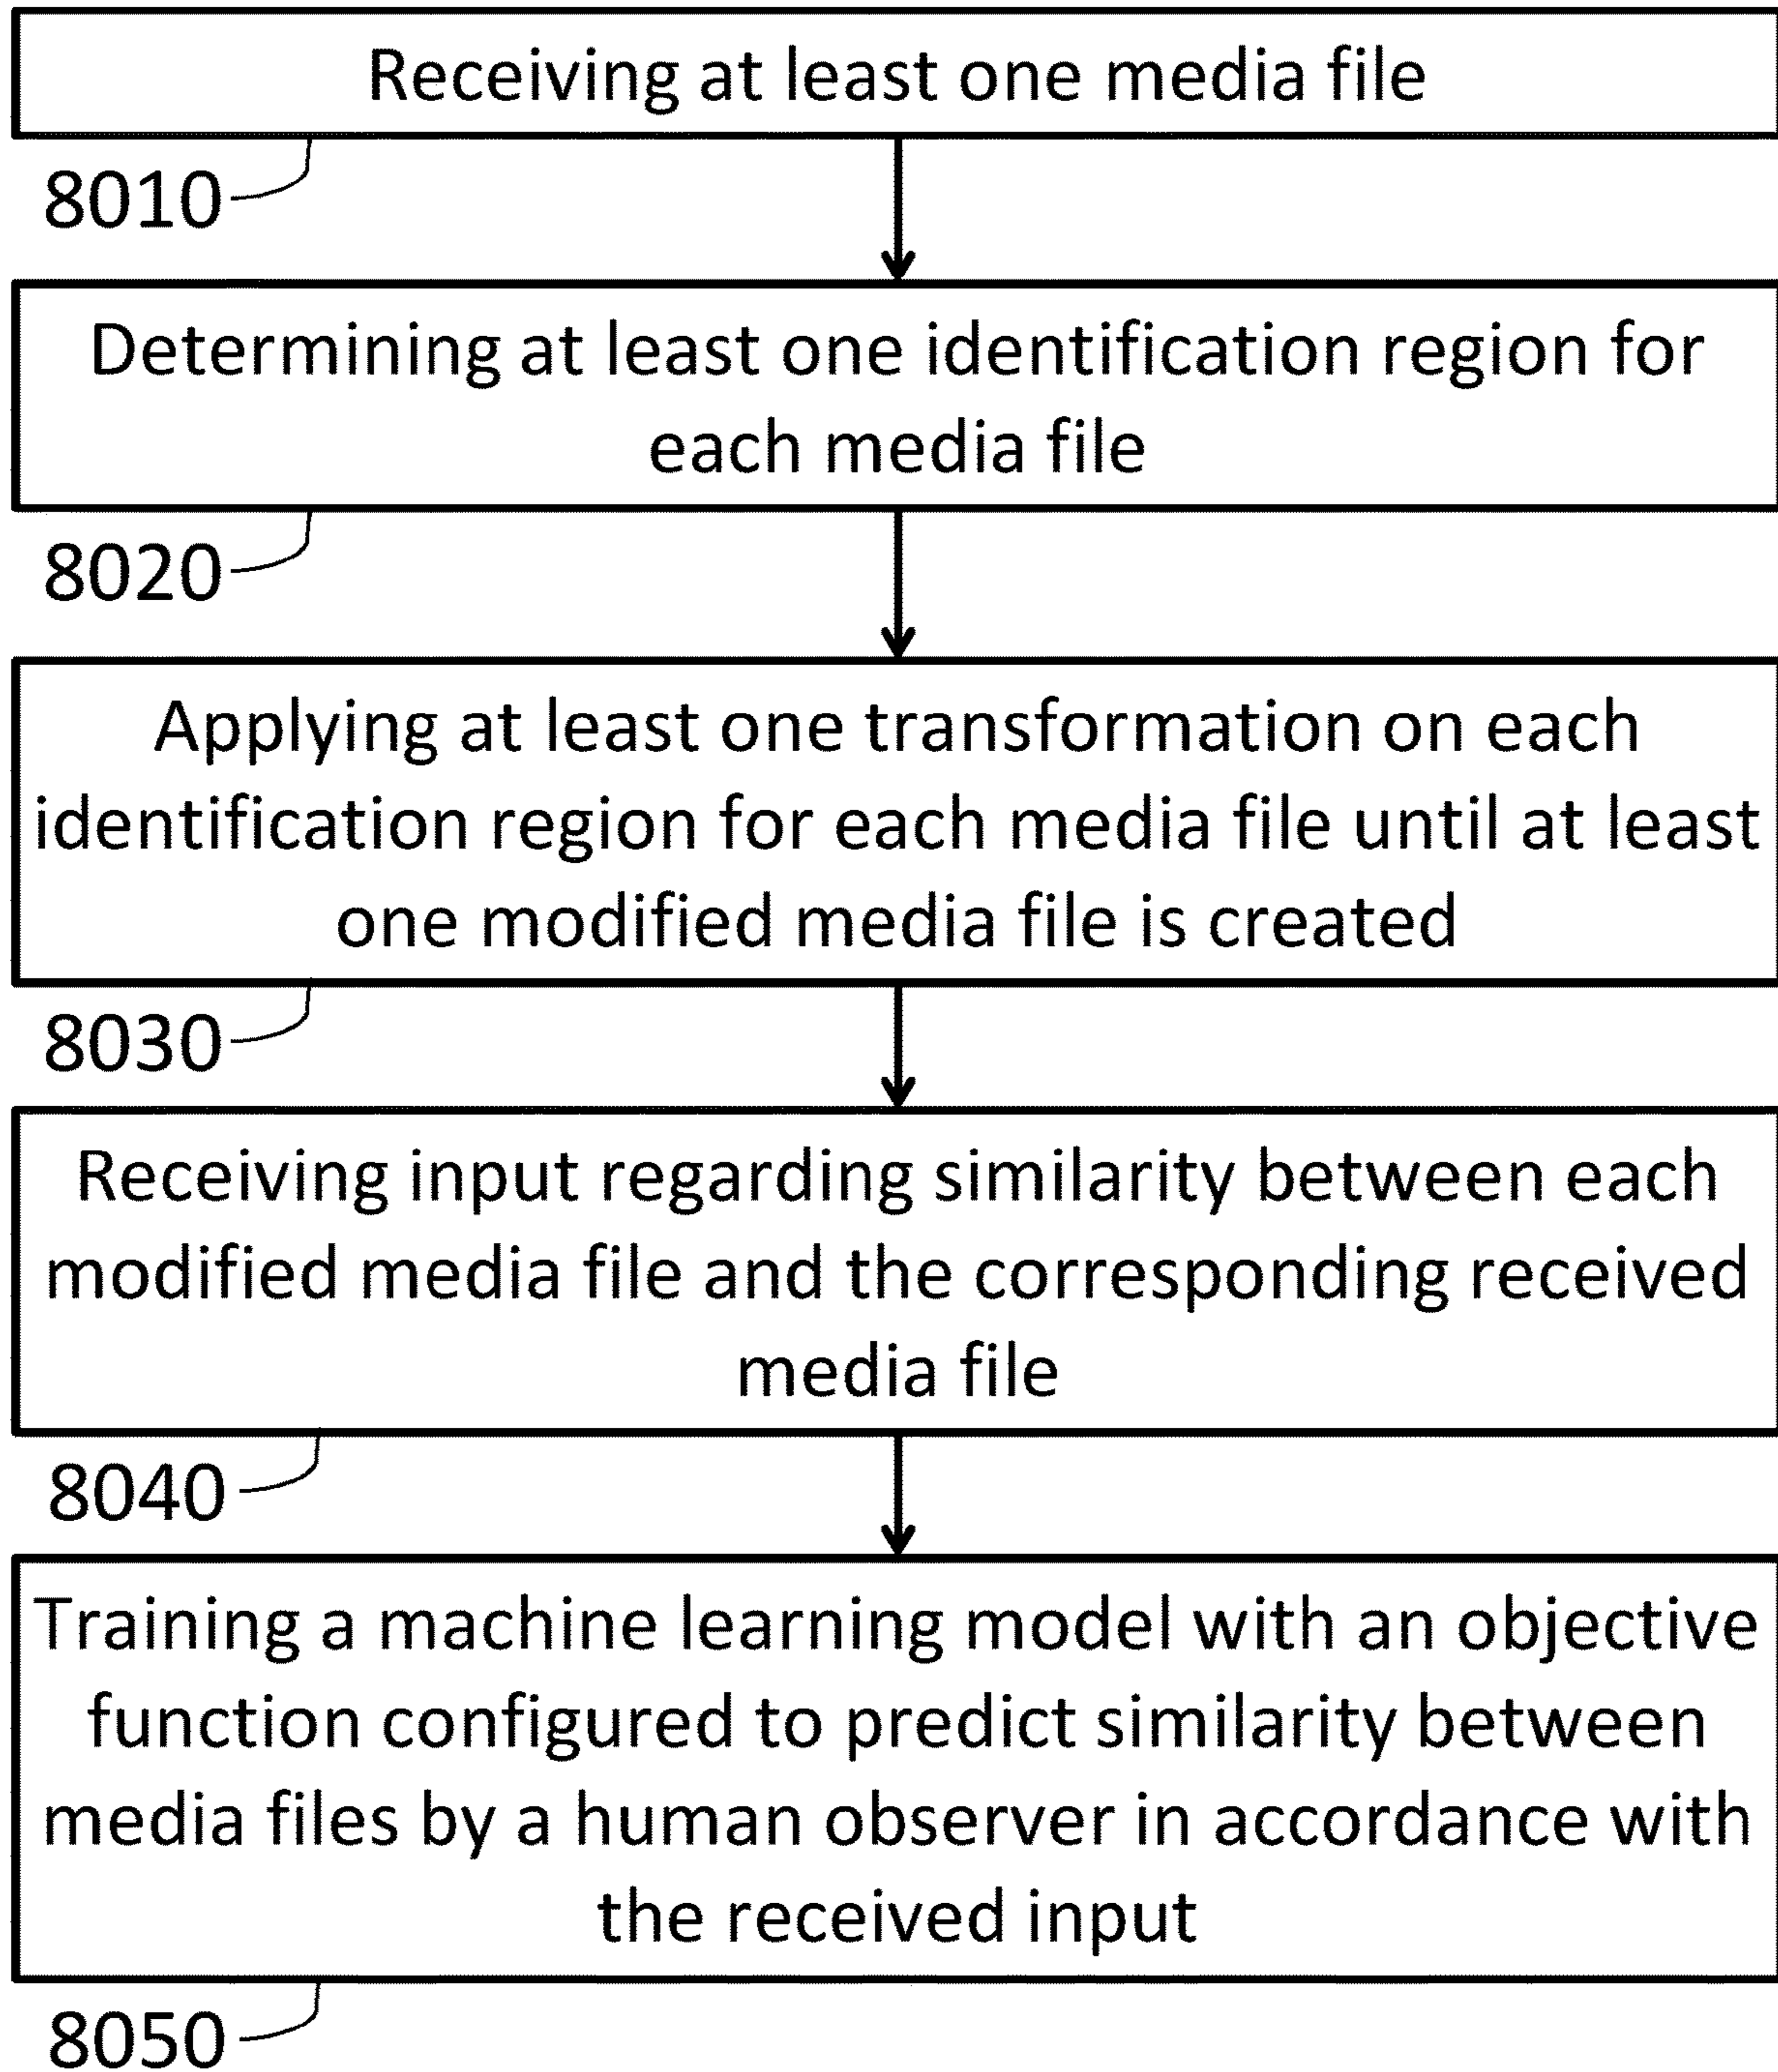 Receiving at least one media file
8010
Determining at least one identification region for
each media file
8020
Applying at least one transformation on each
identification region for each media file until at least
one modified media file is created
8030
Receiving input regarding similarity between each
modified media file and the corresponding received
media file
8040
Training a machine learning model with an objective
function configured to predict similarity between
media files by a human observer in accordance with
the received input
8050